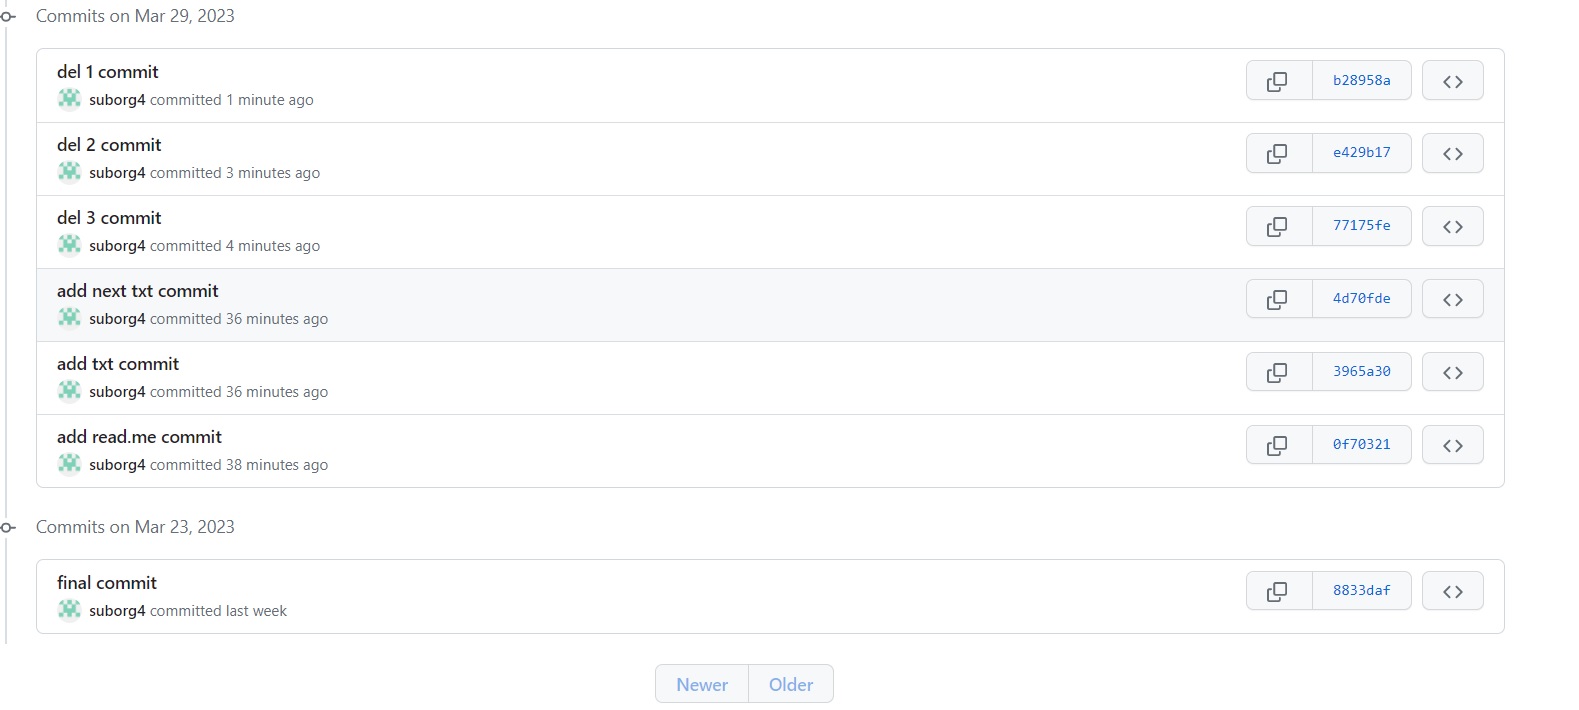 Commits on Mar 29, 2023
del 1 commit
b28958a
suborg4 committed 1 minute ago
del 2 commit
e429b17
suborg4 committed 3 minutes ago
del 3 commit
77175fe
suborg4 committed 4 minutes ago
add next txt commit
4d70fde
suborg4 committed 36 minutes ago
add txt commit
3965a30
suborg4 committed 36 minutes ago
add read.me commit
0f70321
suborg4 committed 38 minutes ago
Commits on Mar 23, 2023
final commit
8833daf
suborg4 committed last week
Newer Older